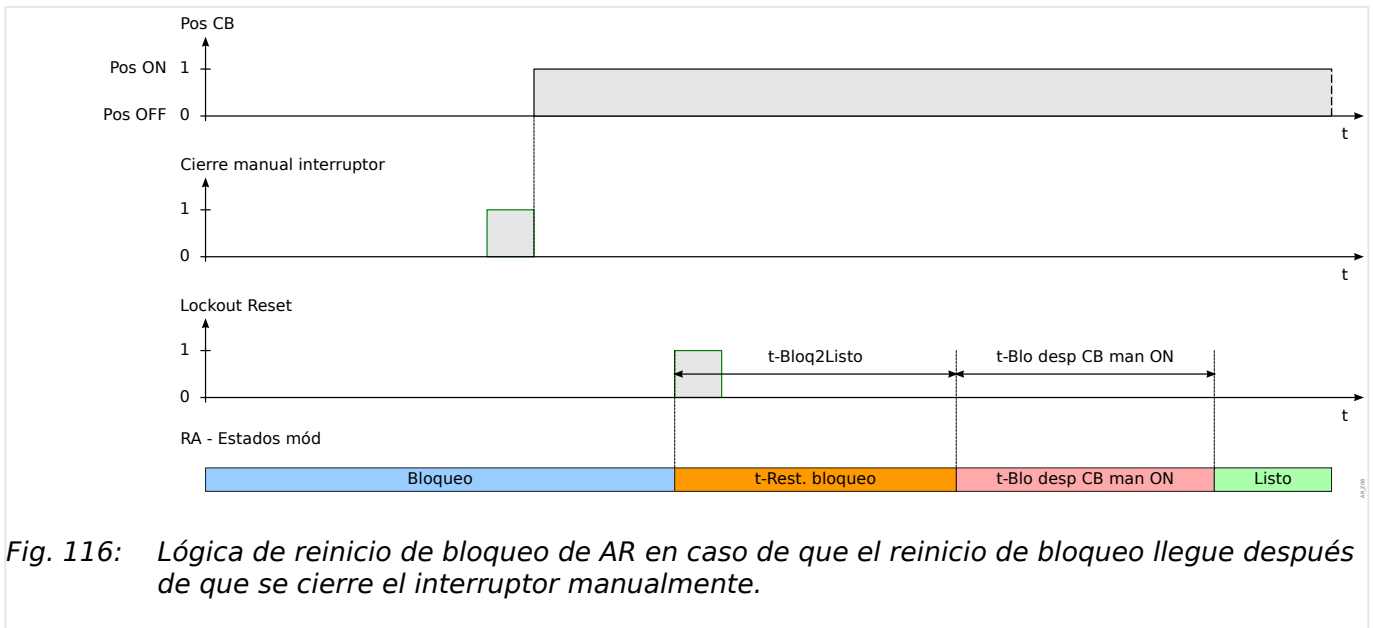 Pos CB
Pos ON 1
Pos OFF 0
t
Cierre manual interruptor
1
0
t
Lockout Reset
1
t-Bloq2Listo
t-Blo desp CB man ON
0
t
RA - Estados mód
Bloqueo
t-Rest. bloqueo
t-Blo desp CB man ON
Listo
Fig. 116: Lógica de reinicio de bloqueo de AR en caso de que el reinicio de bloqueo llegue después
de que se cierre el interruptor manualmente.